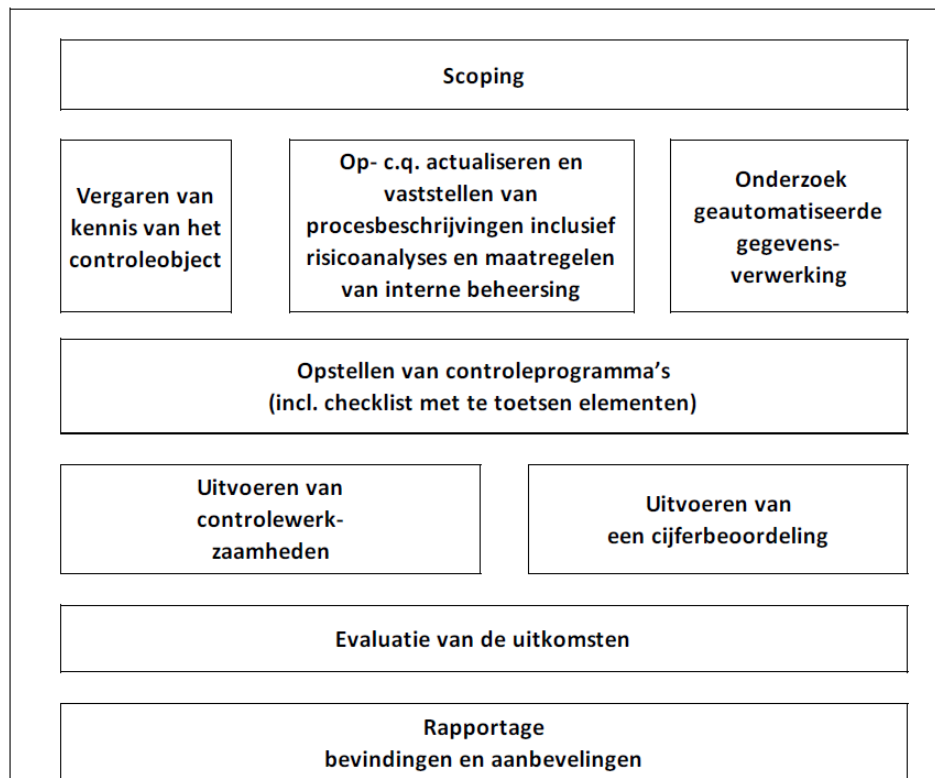 Scoping
Vergaren van
kennis van het
controleobject
Op- c.q. actualiseren en
vaststellen van
procesbeschrijvingen inclusief
risicoanalyses en maatregelen
van interne beheersing
Onderzoek
geautomatiseerde
gegevens-
verwerking
Opstellen van controleprogramma’s
(incl. checklist met te toetsen elementen)
Uitvoeren van
controlewerk-
zaamheden
Uitvoeren van
een cijferbeoordeling
Evaluatie van de uitkomsten
Rapportage
bevindingen en aanbevelingen